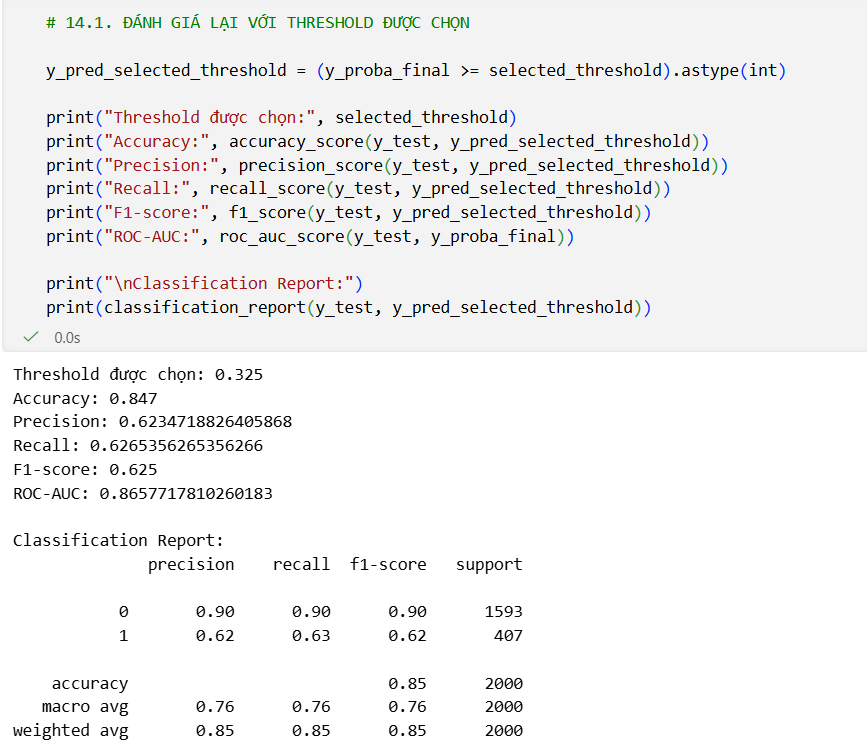 # 14.1. ĐÁNH GIÁ LẠI VỚI THRESHOLD ĐƯỢC CHỌN
y_pred_selected_threshold = (y_proba_final >= selected_threshold).astype(int)
print("Threshold được chọn:", selected_threshold)
print("Accuracy:", accuracy_score(y_test, y_pred_selected_threshold))
print("Precision:", precision_score(y_test, y_pred_selected_threshold))
print("Recall:", recall_score(y_test, y_pred_selected_threshold))
print("F1-score:", f1_score(y_test, y_pred_selected_threshold))
print("ROC-AUC:", roc_auc_score(y_test, y_proba_final))
print("\nClassification Report:")
print(classification_report(y_test, y_pred_selected_threshold))
0.0s
Threshold được chọn: 0.325
Accuracy: 0.847
Precision: 0.6234718826405868
Recall: 0.6265356265356266
F1-score: 0.625
ROC-AUC: 0.8657717810260183
Classification Report:
precision recall f1-score support
0 0.90 0.90 0.90 1593
1 0.62 0.63 0.62 407
accuracy 0.85 2000
macro avg 0.76 0.76 0.76 2000
weighted avg 0.85 0.85 0.85 2000